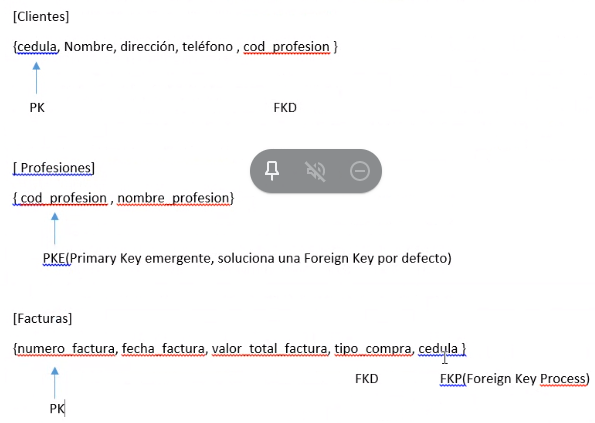 [Clientes]
{cedula, Nombre, dirección, teléfono , cod_profesion }
PK FKD
[ Profesiones]
{ cod_profesion , nombre_profesion}
PKE(Primary Key emergente, soluciona una Foreign Key por defecto)
[Facturas]
{numero_factura, fecha_factura, valor_total_factura, tipo_compra, cedula }
FKD FKP(Foreign Key Process)
PK